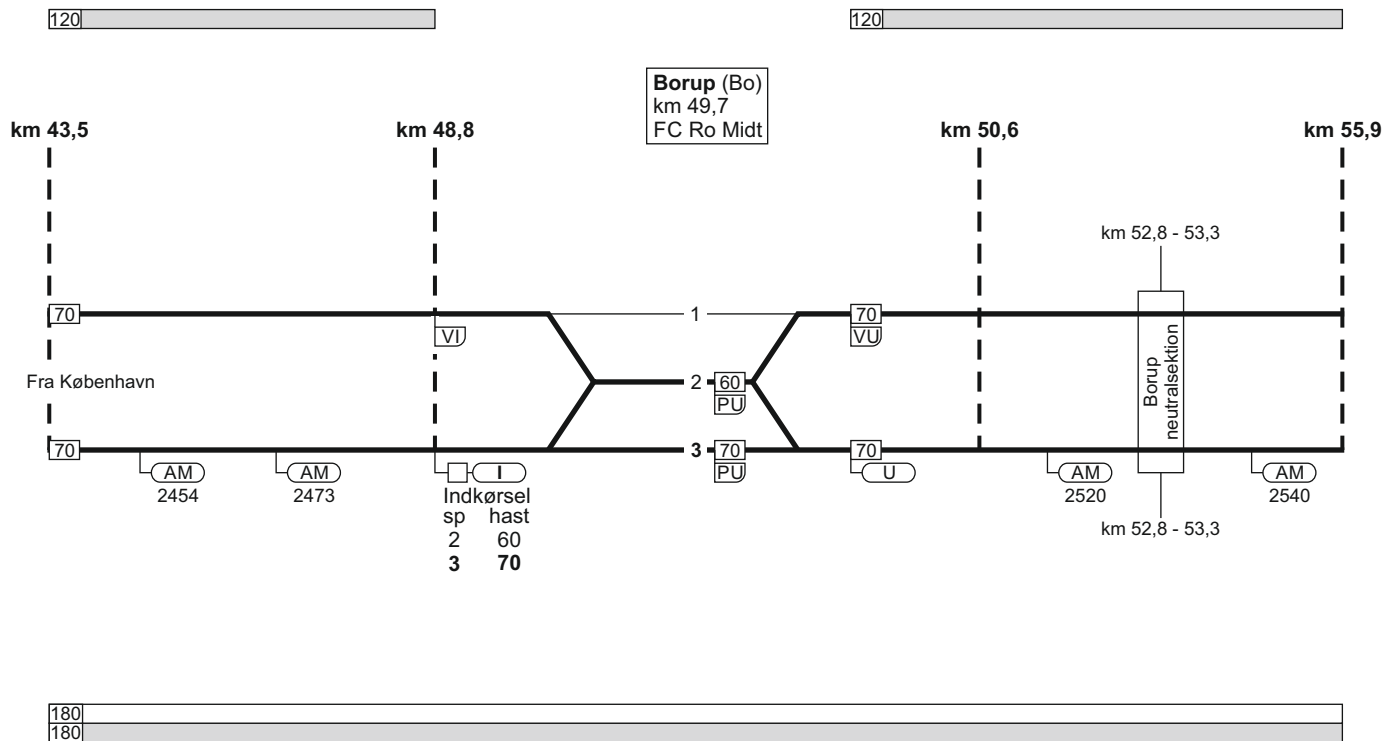 120
120
Borup (Bo)
km 49,7
FC Ro Midt
km 43,5
km 48,8
km 50,6
km 55,9
km 52,8 - 53,3
70
1
70
VI
VU
Borup
neutralsektion
Fra København
2
60
PU
70
3
70
70
AM
2454
AM
2473
I
PU
U
AM
2520
AM
2540
Indkørsel
sp hast
2 60
3 70
km 52,8 - 53,3
180
180